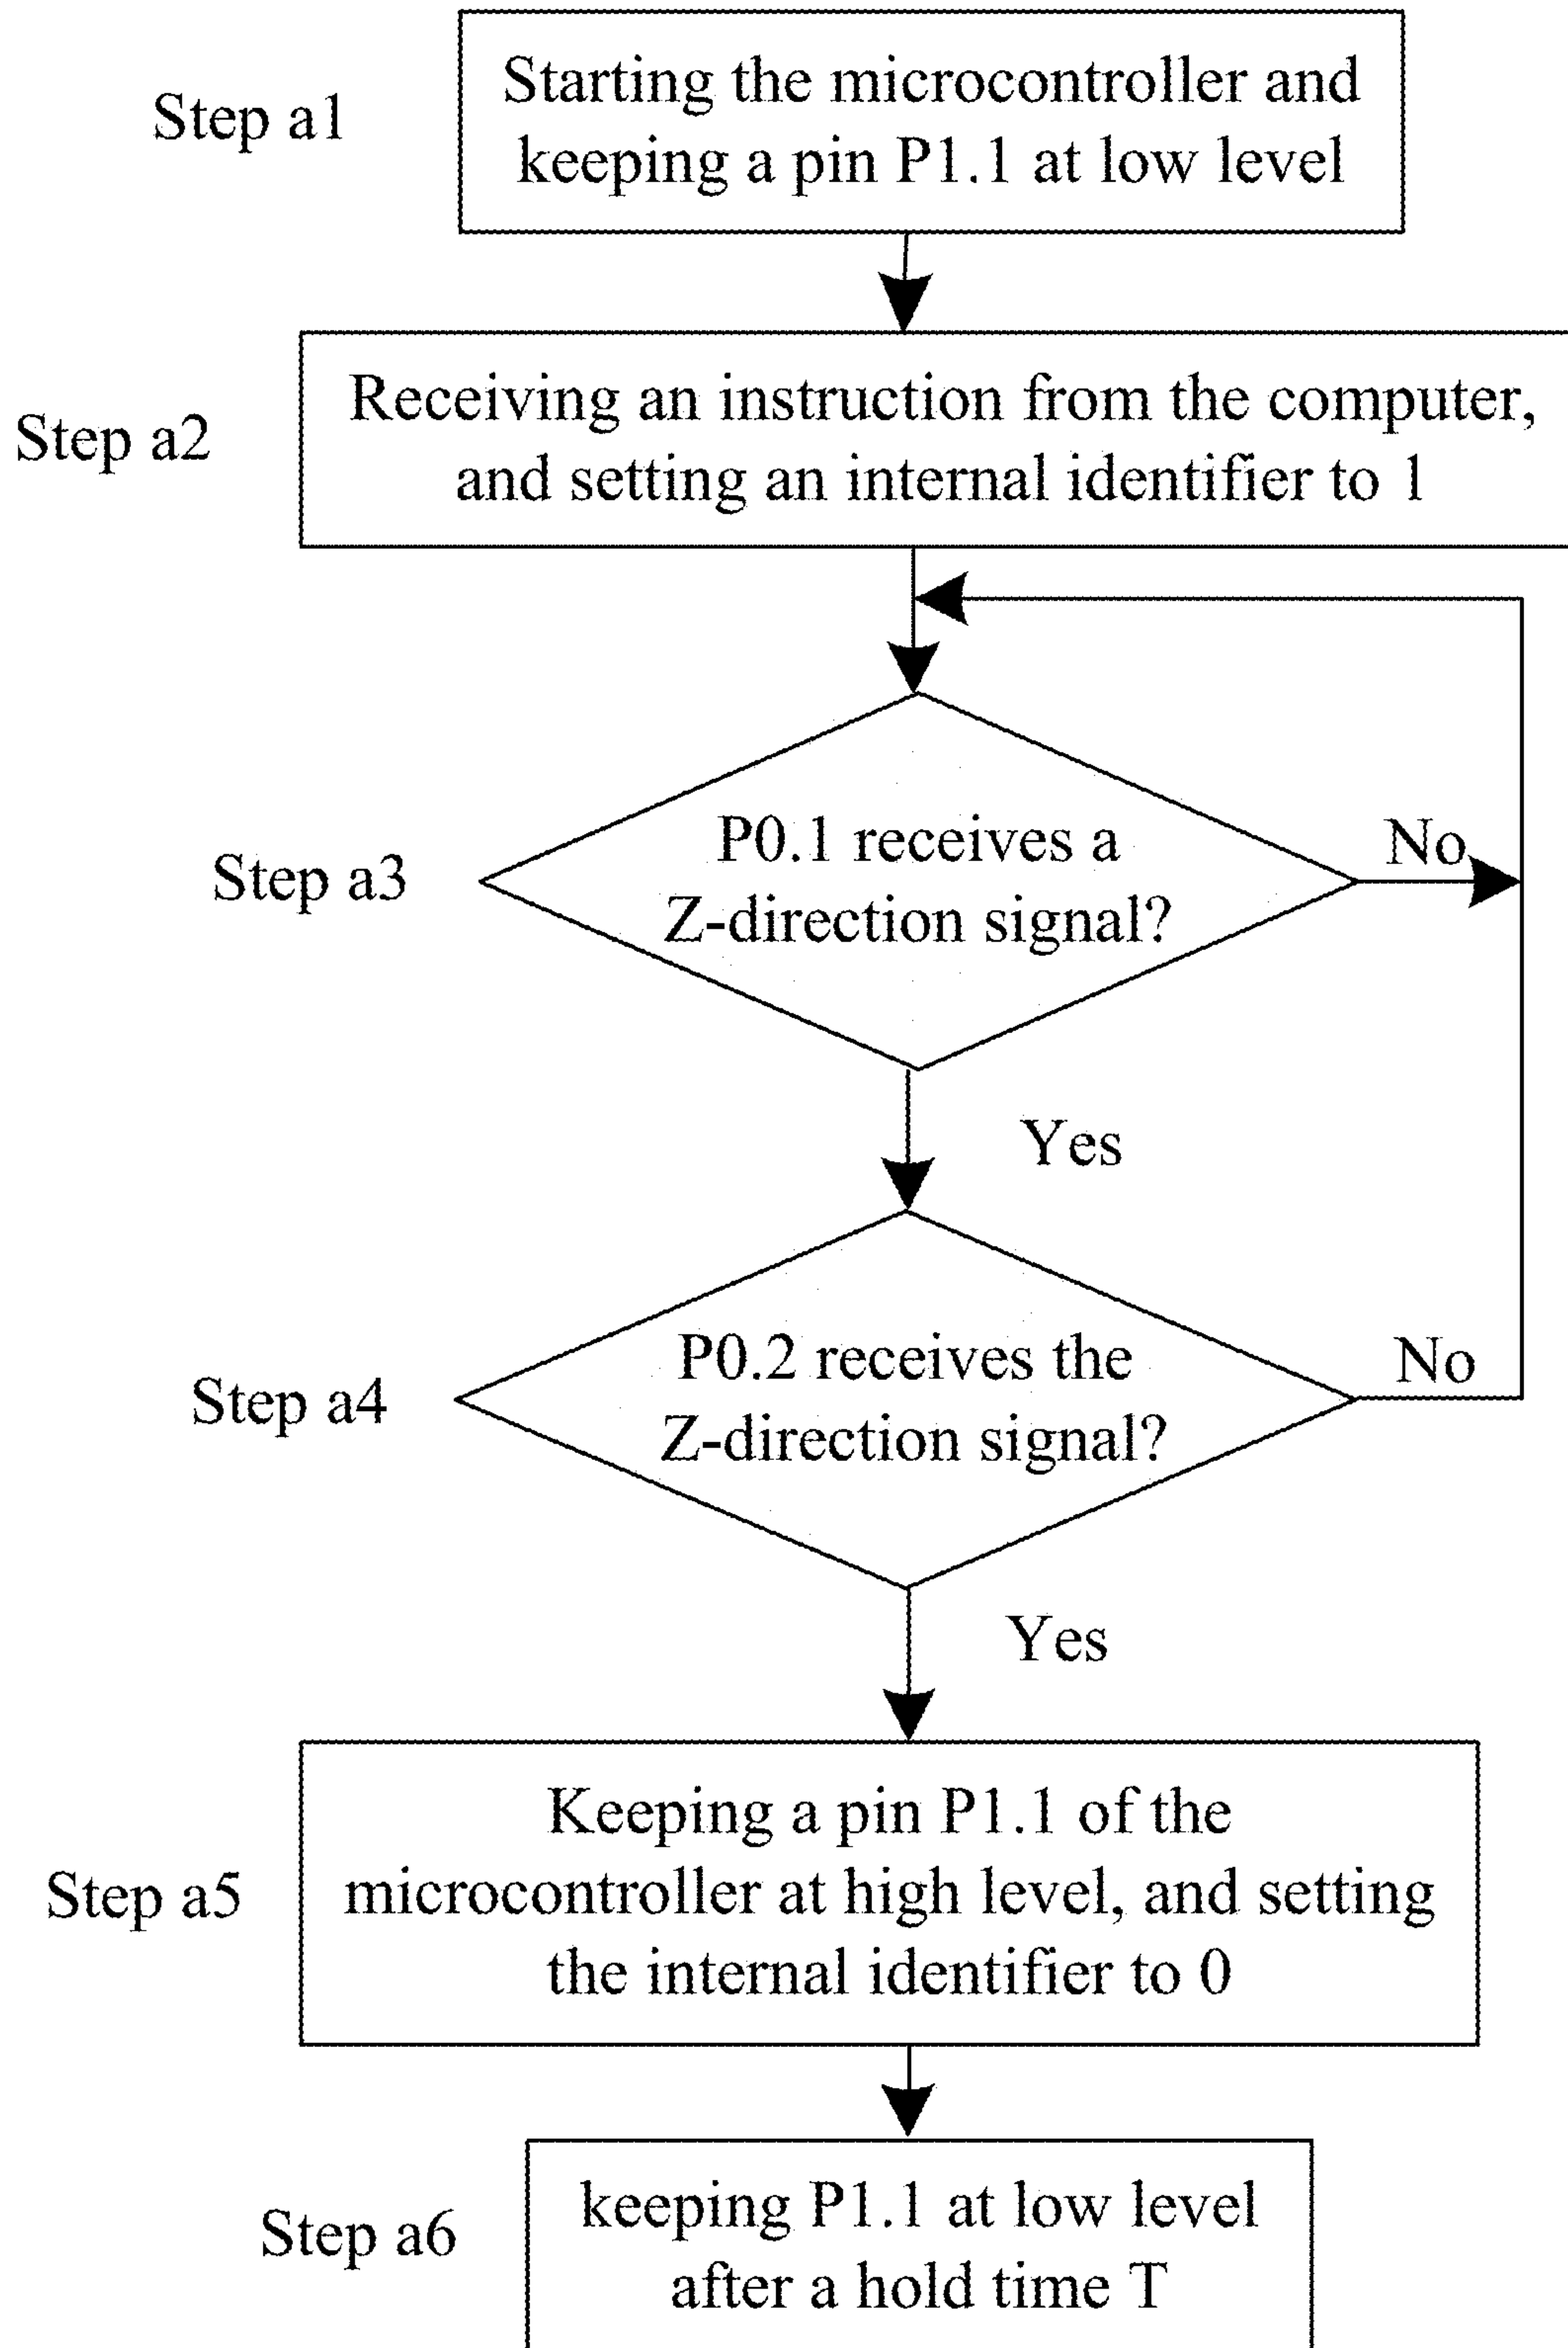 Step a1
Starting the microcontroller and
keeping a pin P1.1 at low level
Step a2
Receiving an instruction from the computer,
and setting an internal identifier to 1
Step a3
P0.1 receives a
Z-direction signal?
No
Yes
Step a4
P0.2 receives the
Z-direction signal?
No
Yes
Step a5
Keeping a pin P1.1 of the
microcontroller at high level, and setting
the internal identifier to 0
Step a6
keeping P1.1 at low level
after a hold time T